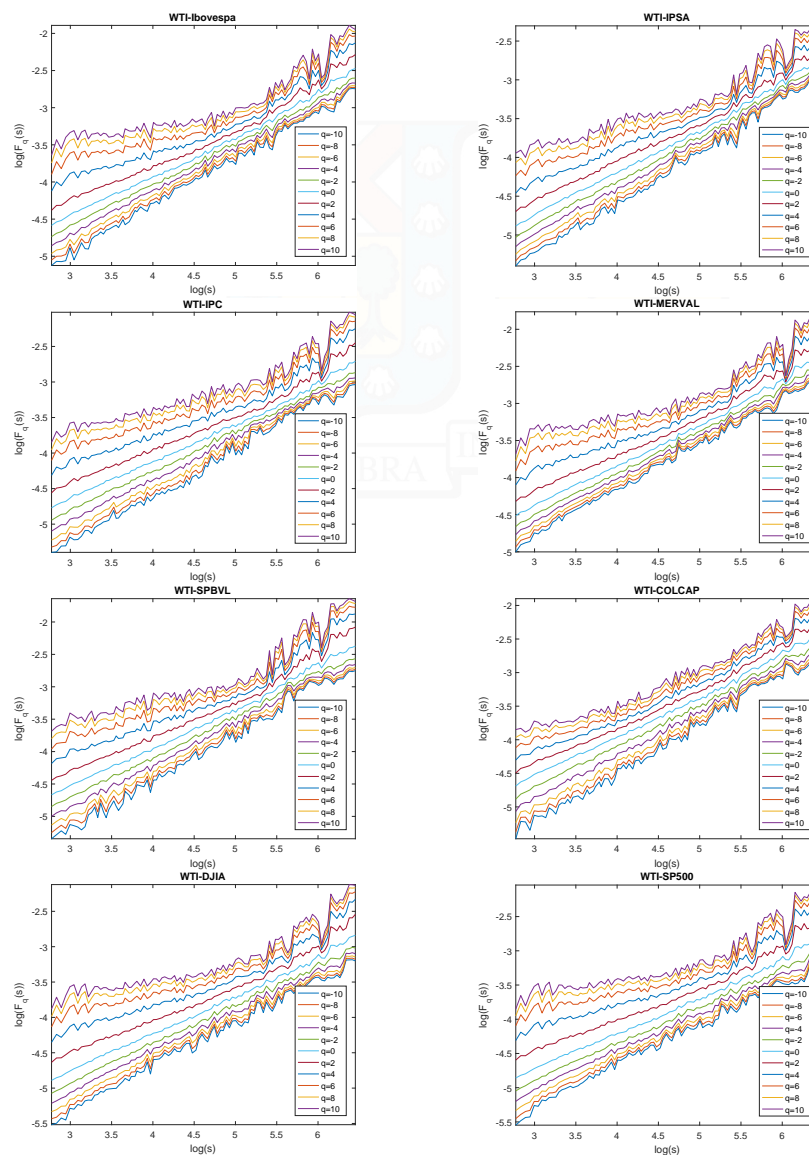 WTI-Ibovespa
-2
-2.5
-3
-3.5
-4
-4.5
-5
log(F_q(s))
3
3.5
4
4.5
5
5.5
6
log(s)
q=-10
q=-8
q=-6
q=-4
q=-2
q=0
q=2
q=4
q=6
q=8
q=10
WTI-IPSA
-2.5
-3
-3.5
-4
-4.5
-5
log(F_q(s))
3
3.5
4
4.5
5
5.5
6
log(s)
q=-10
q=-8
q=-6
q=-4
q=-2
q=0
q=2
q=4
q=6
q=8
q=10
WTI-IPC
-2.5
-3
-3.5
-4
-4.5
-5
log(F_q(s))
3
3.5
4
4.5
5
5.5
6
log(s)
q=-10
q=-8
q=-6
q=-4
q=-2
q=0
q=2
q=4
q=6
q=8
q=10
WTI-MERVAL
-2
-2.5
-3
-3.5
-4
-4.5
-5
log(F_q(s))
3
3.5
4
4.5
5
5.5
6
log(s)
q=-10
q=-8
q=-6
q=-4
q=-2
q=0
q=2
q=4
q=6
q=8
q=10
WTI-SPBVL
-2
-2.5
-3
-3.5
-4
-4.5
-5
log(F_q(s))
3
3.5
4
4.5
5
5.5
6
log(s)
q=-10
q=-8
q=-6
q=-4
q=-2
q=0
q=2
q=4
q=6
q=8
q=10
WTI-COLCAP
-2
-2.5
-3
-3.5
-4
-4.5
-5
log(F_q(s))
3
3.5
4
4.5
5
5.5
6
log(s)
q=-10
q=-8
q=-6
q=-4
q=-2
q=0
q=2
q=4
q=6
q=8
q=10
WTI-DJIA
-2.5
-3
-3.5
-4
-4.5
-5
-5.5
log(F_q(s))
3
3.5
4
4.5
5
5.5
6
log(s)
q=-10
q=-8
q=-6
q=-4
q=-2
q=0
q=2
q=4
q=6
q=8
q=10
WTI-SP500
-2.5
-3
-3.5
-4
-4.5
-5
-5.5
log(F_q(s))
3
3.5
4
4.5
5
5.5
6
log(s)
q=-10
q=-8
q=-6
q=-4
q=-2
q=0
q=2
q=4
q=6
q=8
q=10